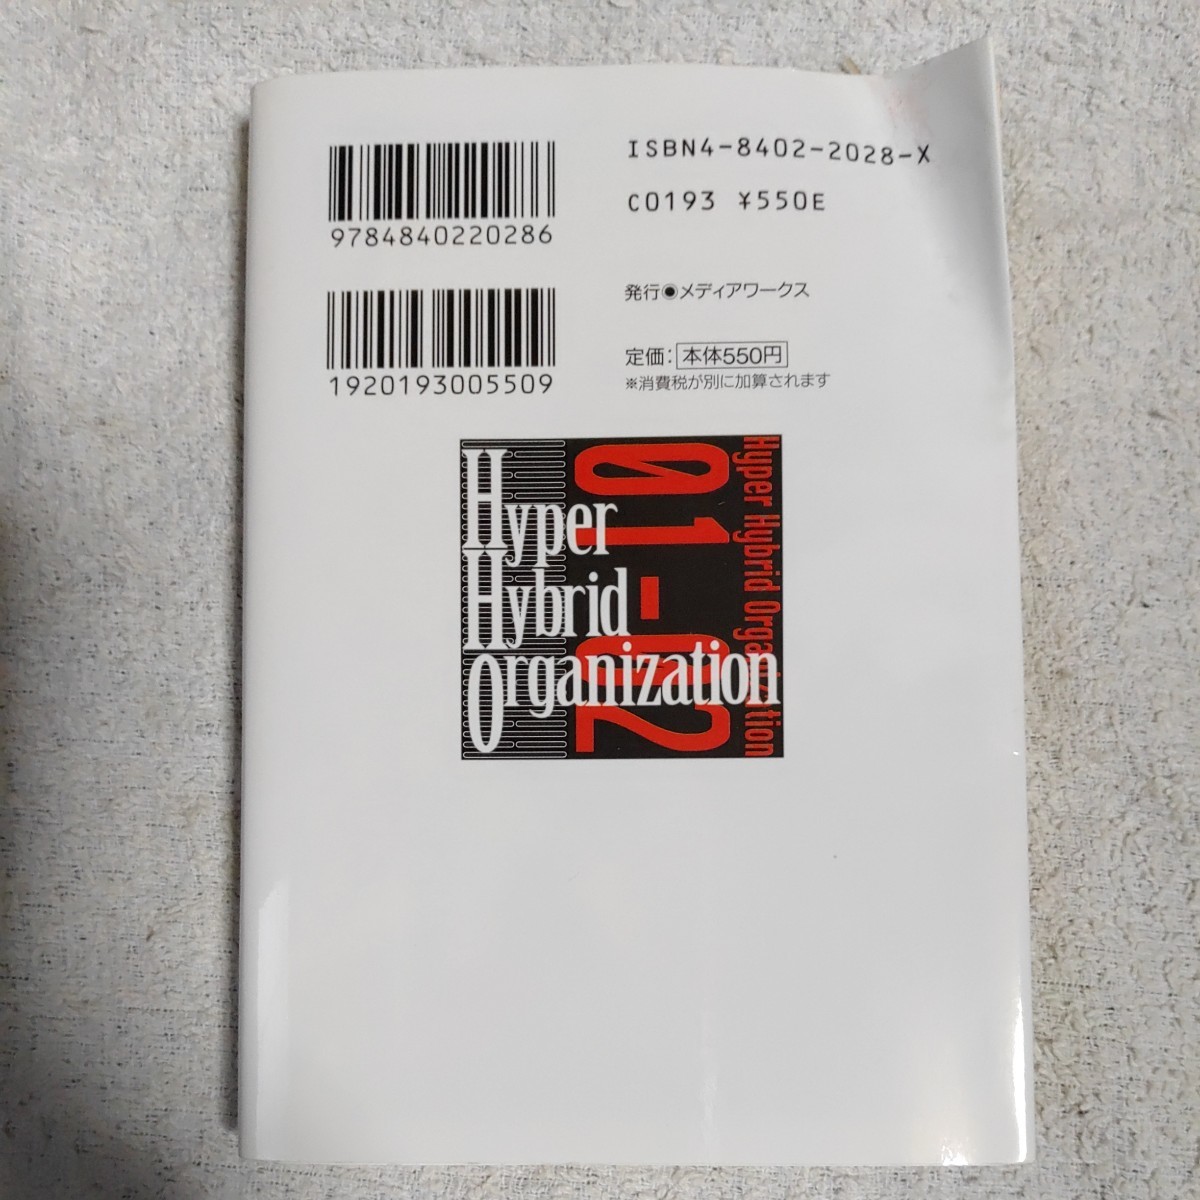 ISBN4-8402-2028-X
C0193 ¥550E
9784840220286
発行◉メディアワークス
定価：本体550円
※消費税が別に加算されます
1920193005509
Hyper
Hybrid
Organization
01-02
Hyper Hybrid Organization